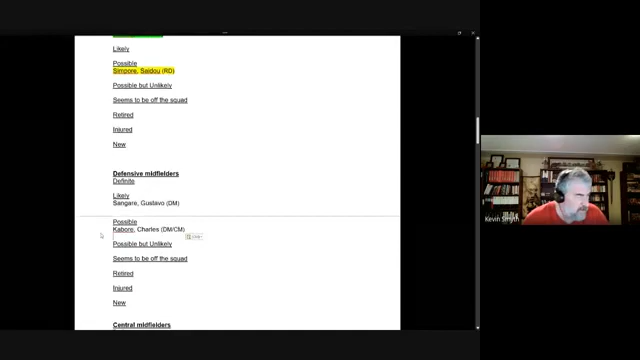 Likely
Possible
Simpore, Saidou (RD)
Possible but Unlikely
Seems to be off the squad
Retired
Injured
New
Defensive midfielders
Definite
Likely
Sangare, Gustavo (DM)
Possible
Kabore, Charles (DM/CM)
Possible but Unlikely
Seems to be off the squad
Retired
Injured
New
Central midfielders
Kevin Smyth